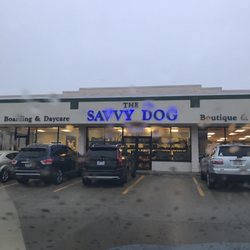 THE
SAVVY DOG
Boarding & Daycare
Boutique &